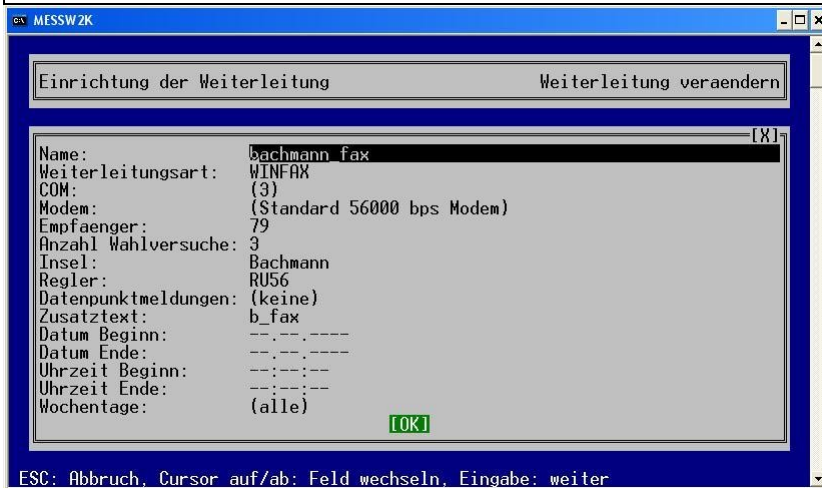 MESSW2K
Einrichtung der Weiterleitung Weiterleitung veraendern
[X]
Name: bachmann_fax
Weiterleitungsart: WINFAX
COM: (3)
Modem: (Standard 56000 bps Modem)
Empfaenger: 79
Anzahl Wahlversuche: 3
Insel: Bachmann
Regler: RU56
Datenpunktmeldungen: (keine)
Zusatztext: b_fax
Datum Beginn: --.--.----
Datum Ende: --.--.----
Uhrzeit Beginn: --:--:--
Uhrzeit Ende: --:--:--
Wochentage: (alle)
[OK]
ESC: Abbruch, Cursor auf/ab: Feld wechseln, Eingabe: weiter